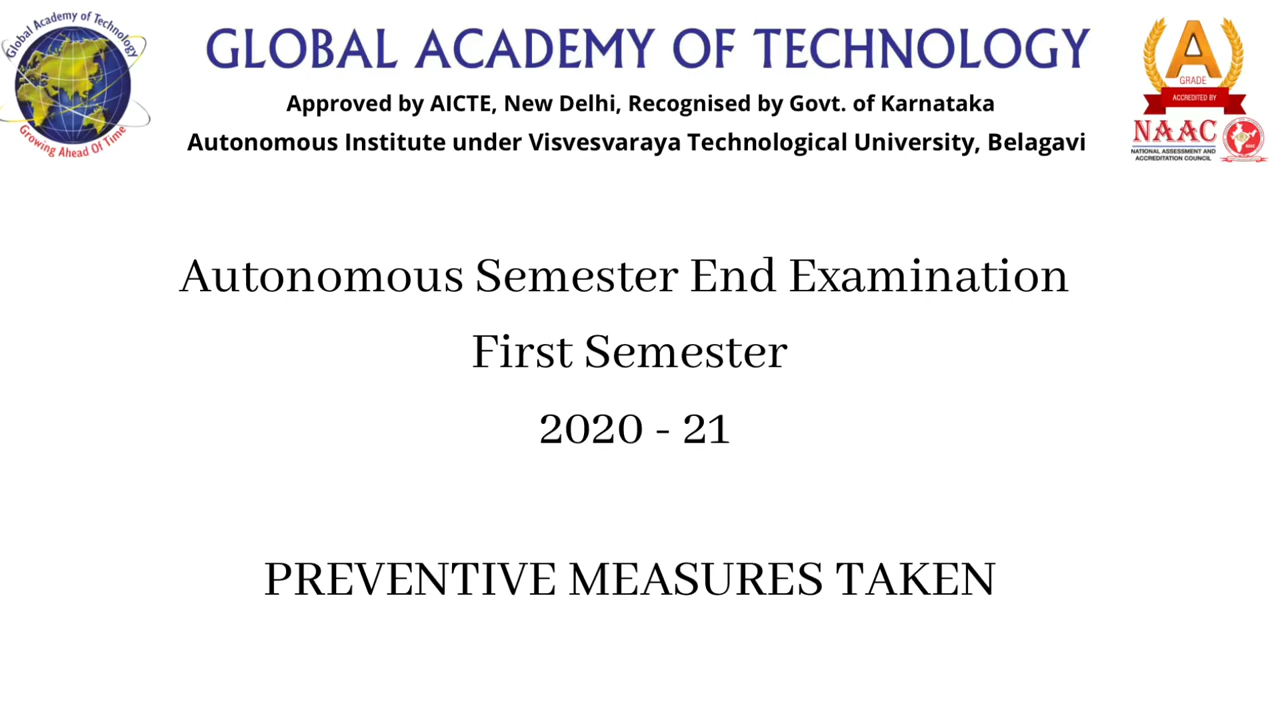 Global Academy of Technology
Growing Ahead Of Time
GLOBAL ACADEMY OF TECHNOLOGY
Approved by AICTE, New Delhi, Recognised by Govt. of Karnataka
Autonomous Institute under Visvesvaraya Technological University, Belagavi
A
GRADE
ACCREDITED BY
NAAC
NATIONAL ASSESSMENT AND
ACCREDITATION COUNCIL
Autonomous Semester End Examination
First Semester
2020 - 21
PREVENTIVE MEASURES TAKEN